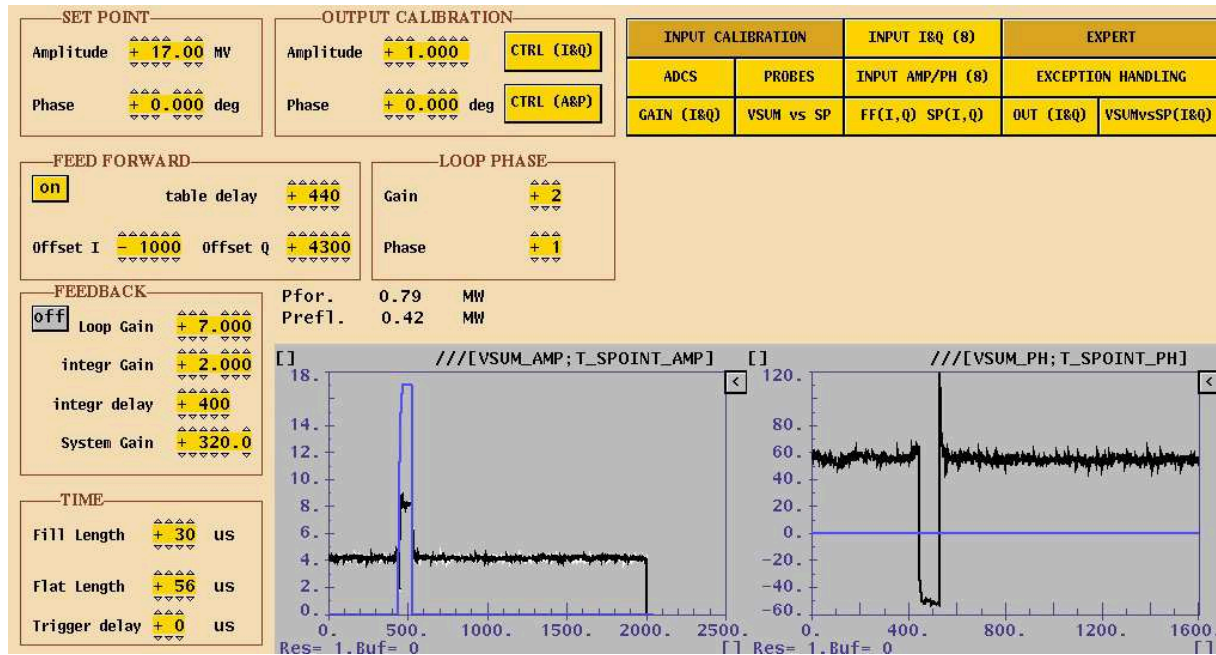 SET POINT
Amplitude + 17.00 MV
Phase + 0.000 deg
OUTPUT CALIBRATION
Amplitude + 1.000 CTRL (I&Q)
Phase + 0.000 deg CTRL (A&P)
INPUT CALIBRATION INPUT I&Q (8) EXPERT
ADCS PROBES INPUT AMP/PH (8) EXCEPTION HANDLING
GAIN (I&Q) VSUM vs SP FF(I,Q) SP(I,Q) OUT (I&Q) VSUMvsSP(I&Q)
FEED FORWARD
on table delay + 440
Offset I - 1000 Offset Q + 4300
LOOP PHASE
Gain + 2
Phase + 1
FEEDBACK
off Loop Gain + 7.000
integr Gain + 2.000
integr delay + 400
System Gain + 320.0
TIME
Fill Length + 30 us
Flat Length + 56 us
Trigger delay + 0 us
Pfor. 0.79 MW
Prefl. 0.42 MW
[] ///[VSUM_AMP;T_SPOINT_AMP]
<
18.
14.
12.
10.
8.
6.
4.
2.
0.
0. 500. 1000. 1500. 2000. 2500.
Res= 1.Buf= 0 []
[] ///[VSUM_PH;T_SPOINT_PH]
<
120.
80.
60.
40.
20.
0.
-20.
-40.
-60.
0. 400. 800. 1200. 1600.
Res= 1.Buf= 0 []